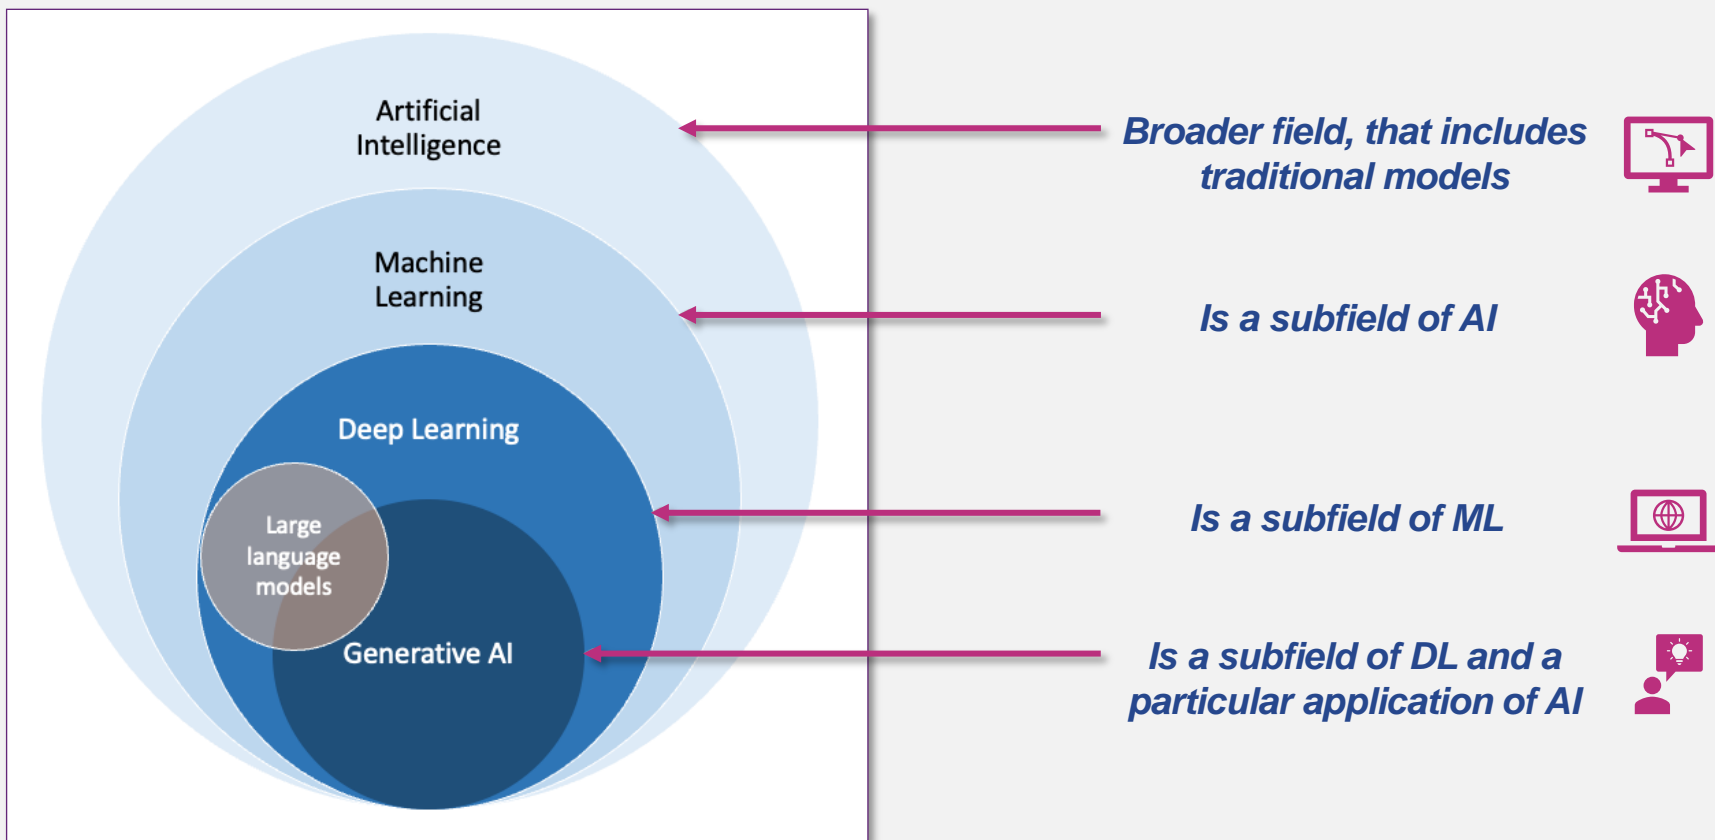 Artificial
Intelligence
Machine
Learning
Deep Learning
Large
language
models
Generative AI
Broader field, that includes
traditional models
Is a subfield of AI
Is a subfield of ML
Is a subfield of DL and a
particular application of AI